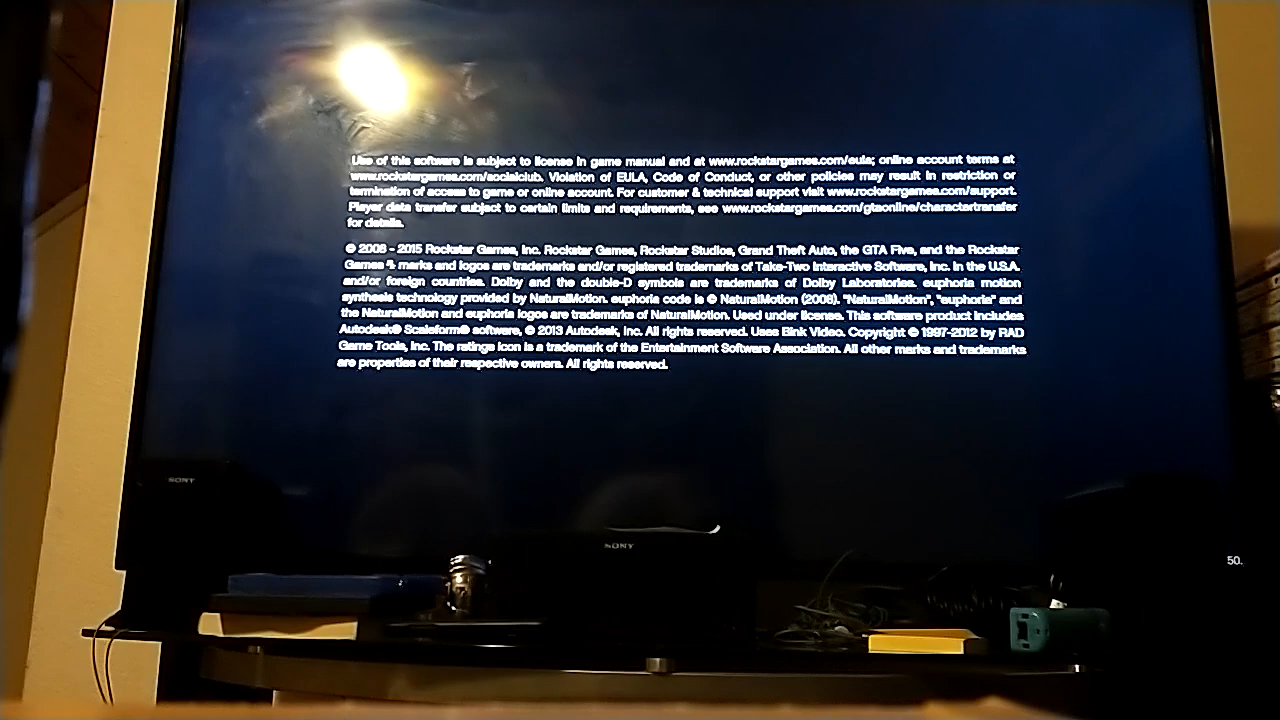 Use of this software is subject to license in game manual and at www.rockstargames.com/eula; online account terms at
www.rockstargames.com/socialclub. Violation of EULA, Code of Conduct, or other policies may result in restriction or
termination of access to game or online account. For customer & technical support visit www.rockstargames.com/support.
Player data transfer subject to certain limits and requirements, see www.rockstargames.com/gtaonline/charactertransfer
for details.
© 2008 - 2015 Rockstar Games, Inc. Rockstar Games, Rockstar Studios, Grand Theft Auto, the GTA Five, and the Rockstar
Games marks and logos are trademarks and/or registered trademarks of Take-Two Interactive Software, Inc. in the U.S.A.
and/or foreign countries. Dolby and the double-D symbols are trademarks of Dolby Laboratories. euphoria motion
synthesis technology provided by NaturalMotion. euphoria code is © NaturalMotion (2008). "NaturalMotion", "euphoria" and
the NaturalMotion and euphoria logos are trademarks of NaturalMotion. Used under license. This software product includes
Autodesk® Scaleform® software, © 2013 Autodesk, Inc. All rights reserved. Uses Bink Video. Copyright © 1997-2012 by RAD
Game Tools, Inc. The ratings icon is a trademark of the Entertainment Software Association. All other marks and trademarks
are properties of their respective owners. All rights reserved.
SONY
SONY
50.